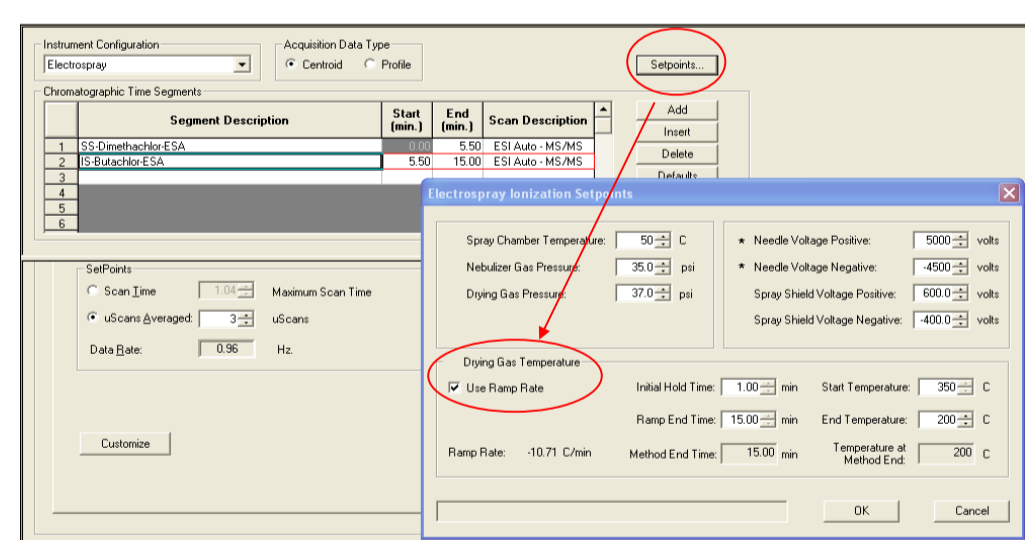 Instrument Configuration
Electrospray
Acquisition Data Type
Centroid Profile
Setpoints...
Chromatographic Time Segments
Segment Description Start (min.) End (min.) Scan Description
1 SS-Dimethachlor-ESA 0.00 5.50 ESI Auto - MS/MS
2 IS-Butachlor-ESA 5.50 15.00 ESI Auto - MS/MS
3
4
5
6
Add
Insert
Delete
Defaults
SetPoints
Scan Time 1.04 Maximum Scan Time
uScans Averaged: 3 uScans
Data Rate: 0.96 Hz.
Customize
Electrospray Ionization Setpoints
Spray Chamber Temperature: 50 C
Nebulizer Gas Pressure: 35.0 psi
Drying Gas Pressure: 37.0 psi
* Needle Voltage Positive: 5000 volts
* Needle Voltage Negative: -4500 volts
Spray Shield Voltage Positive: 600.0 volts
Spray Shield Voltage Negative: -400.0 volts
Drying Gas Temperature
Use Ramp Rate
Initial Hold Time: 1.00 min Start Temperature: 350 C
Ramp End Time: 15.00 min End Temperature: 200 C
Ramp Rate: -10.71 C/min Method End Time: 15.00 min Temperature at Method End: 200 C
OK Cancel